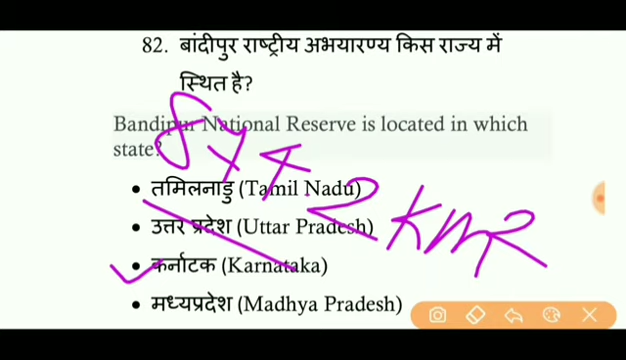 82. बांदीपुर राष्ट्रीय अभयारण्य किस राज्य में
स्थित है?
Bandipur National Reserve is located in which
state?
• तमिलनाडु (Tamil Nadu)
• उत्तर प्रदेश (Uttar Pradesh)
• कर्नाटक (Karnataka)
• मध्यप्रदेश (Madhya Pradesh)